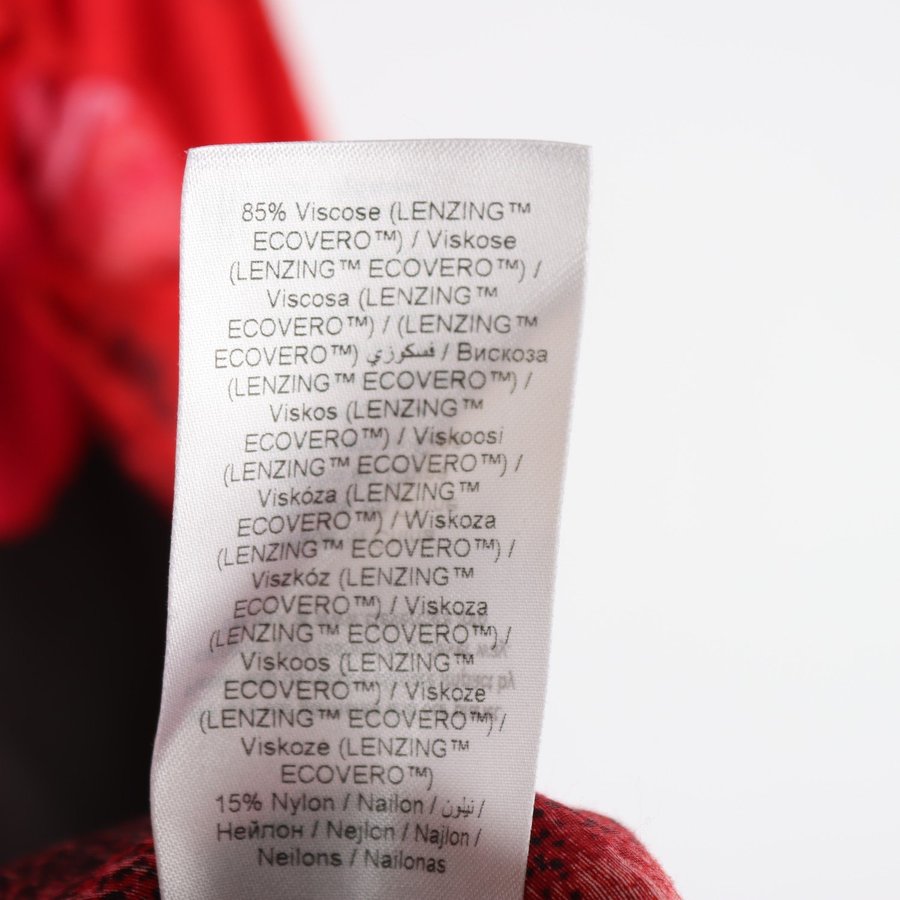 85% Viscose (LENZING™
ECOVERO™) / Viskose
(LENZING™ ECOVERO™) /
Viscosa (LENZING™
ECOVERO™) / (LENZING™
ECOVERO™) فسكوزي / Вискоза
(LENZING™ ECOVERO™) /
Viskos (LENZING™
ECOVERO™) / Viskoosi
(LENZING™ ECOVERO™) /
Viskóza (LENZING™
ECOVERO™) / Wiskoza
(LENZING™ ECOVERO™) /
Viszkóz (LENZING™
ECOVERO™) / Viskoza
(LENZING™ ECOVERO™) /
Viskoos (LENZING™
ECOVERO™) / Viskoze
(LENZING™ ECOVERO™) /
Viskoze (LENZING™
ECOVERO™)
15% Nylon / Nailon / نيلون /
Нейлон / Nejlon / Najlon /
Neilons / Nailonas